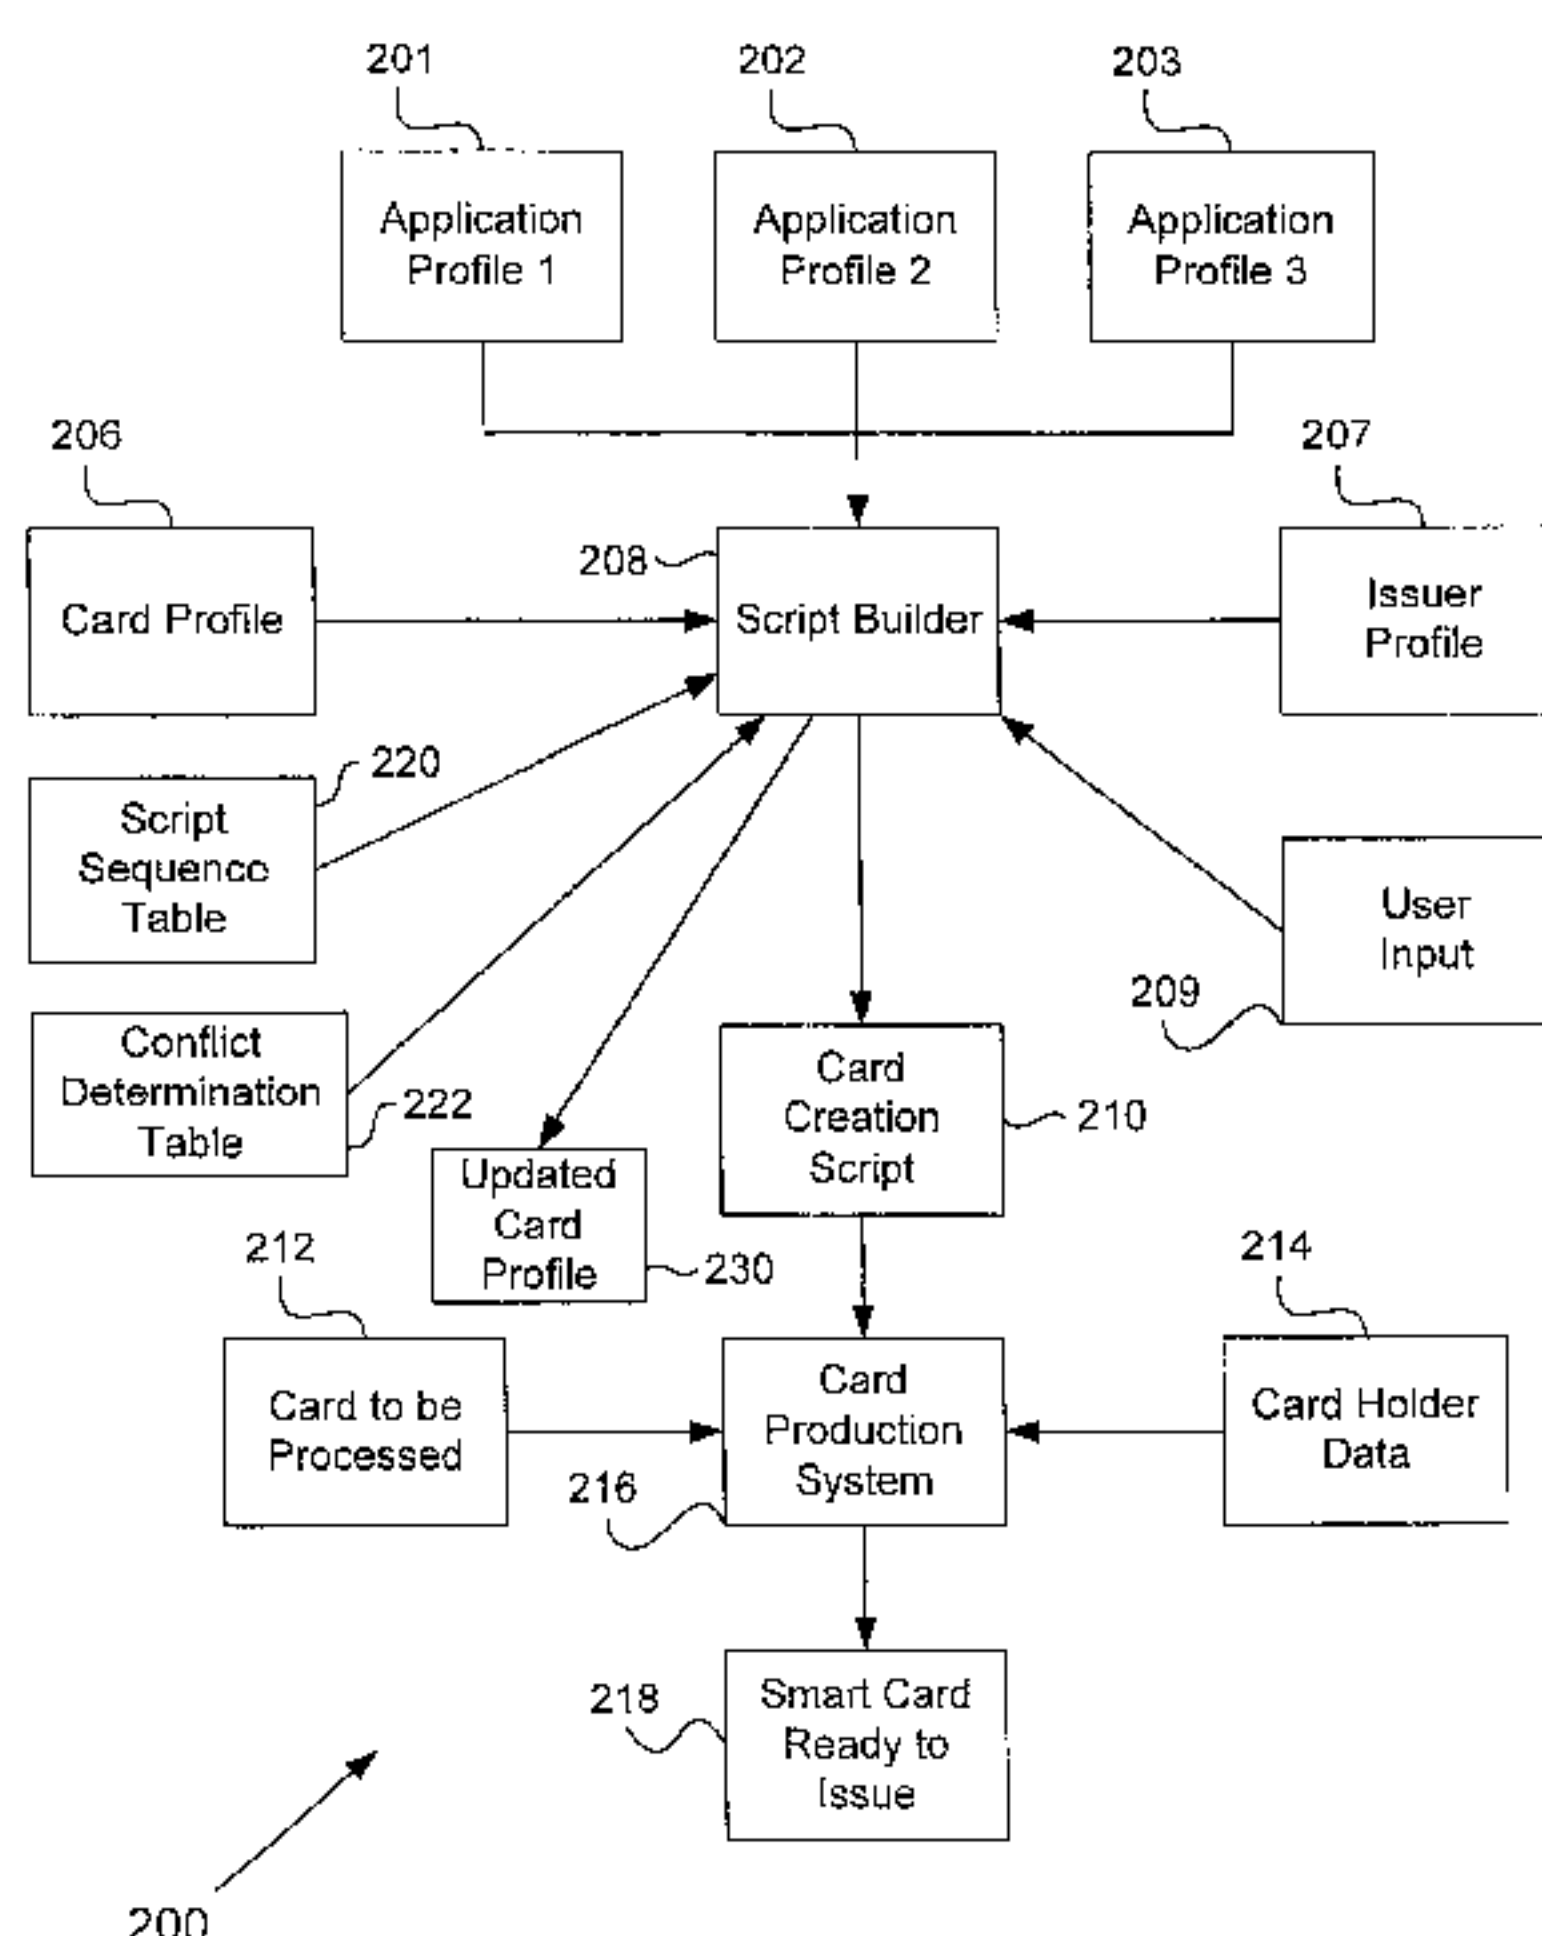 201
202
203
Application
Profile 1
Application
Profile 2
Application
Profile 3
206
207
208
Card Profile
Script Builder
Issuer
Profile
220
Script
Sequence
Table
User
Input
209
Conflict
Determination
Table
222
Card
Creation
Script
210
Updated
Card
Profile
230
212
214
Card to be
Processed
Card
Production
System
216
Card Holder
Data
218
Smart Card
Ready to
Issue
200